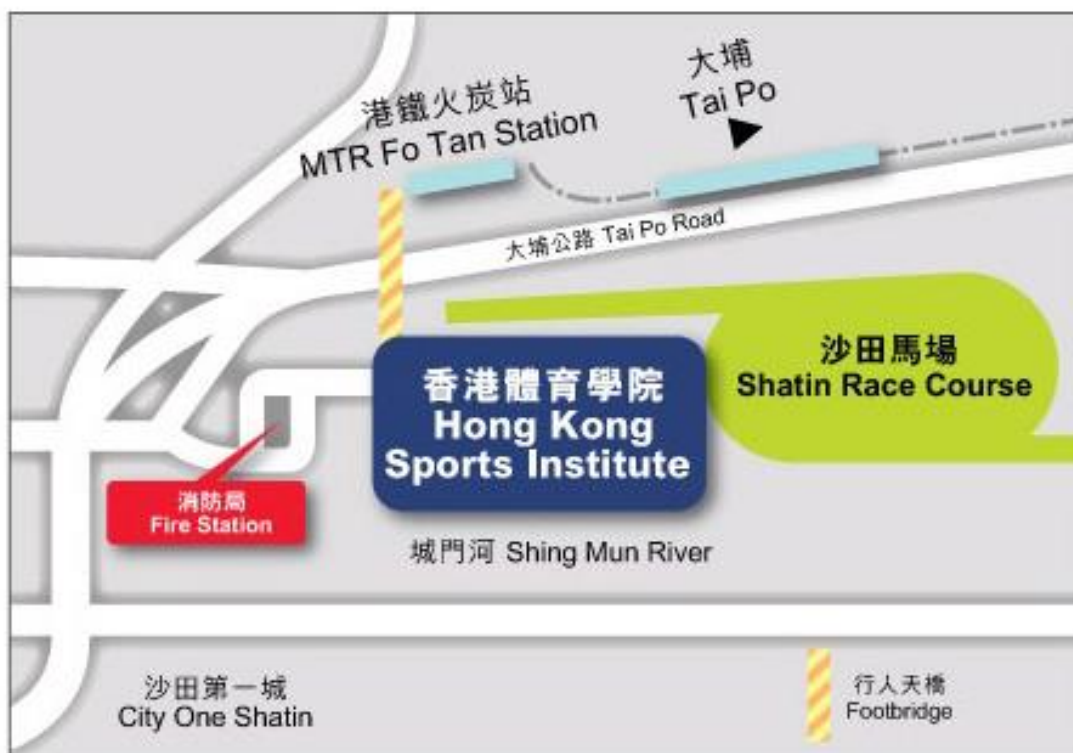 港鐵火炭站
MTR Fo Tan Station
大埔
Tai Po
大埔公路 Tai Po Road
沙田馬場
Shatin Race Course
香港體育學院
Hong Kong
Sports Institute
消防局
Fire Station
城門河 Shing Mun River
沙田第一城
City One Shatin
行人天橋
Footbridge